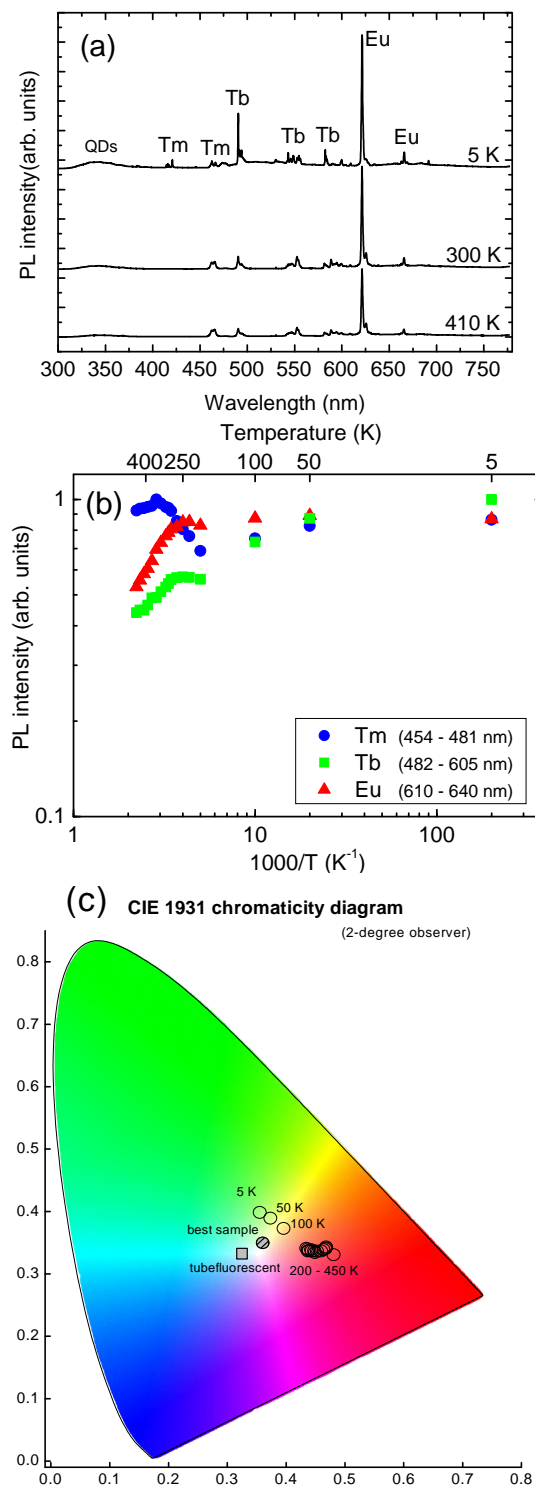 (a)
Eu
Tb
QDs
Tm
Tm
Tb
Tb
Eu
5 K
300 K
410 K
PL intensity(arb. units)
300 350 400 450 500 550 600 650 700 750
Wavelength (nm)
Temperature (K)
400 250 100 50 5
(b)
1
0.1
PL intensity (arb. units)
Tm (454 - 481 nm)
Tb (482 - 605 nm)
Eu (610 - 640 nm)
1 10 100
1000/T (K-1)
(c) CIE 1931 chromaticity diagram
(2-degree observer)
0.8
0.7
0.6
0.5
0.4
0.3
0.2
0.1
0.0
5 K
50 K
100 K
best sample
tubefluorescent
200 - 450 K
0.0 0.1 0.2 0.3 0.4 0.5 0.6 0.7 0.8